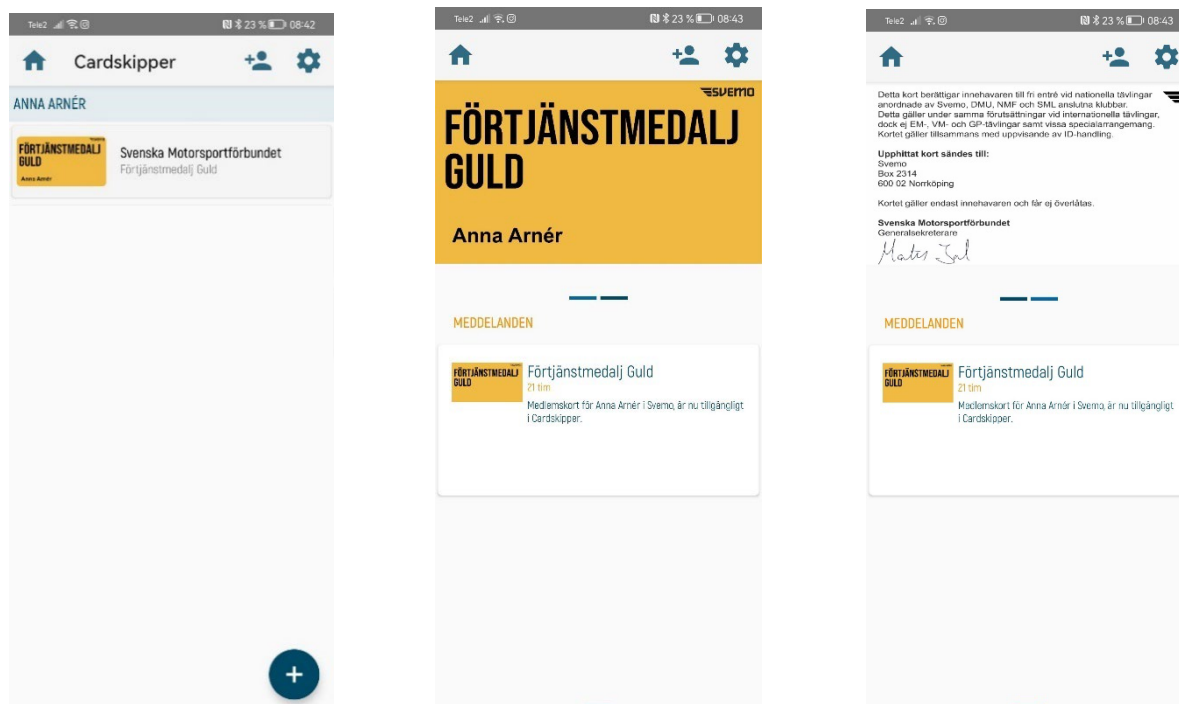 Tele2 23 % 08:42
Cardskipper
ANNA ARNÉR
FÖRTJÄNSTMEDALJ
GULD
Anna Arnér
Svenska Motorsportförbundet
Förtjänstmedalj Guld
Tele2 23 % 08:43
SVEMO
FÖRTJÄNSTMEDALJ
GULD
Anna Arnér
MEDDELANDEN
FÖRTJÄNSTMEDALJ
GULD
Förtjänstmedalj Guld
21 tim
Medlemskort för Anna Arnér i Svemo, är nu tillgängligt
i Cardskipper.
Tele2 23 % 08:43
Detta kort berättigar innehavaren till fri entré vid nationella tävlingar
anordnade av Svemo, DMU, NMF och SML anslutna klubbar.
Detta gäller under samma förutsättningar vid internationella tävlingar,
dock ej EM-, VM- och GP-tävlingar samt vissa specialarrangemang.
Kortet gäller tillsammans med uppvisande av ID-handling.
Upphittat kort sändes till:
Svemo
Box 2314
600 02 Norrköping
Kortet gäller endast innehavaren och får ej överlåtas.
Svenska Motorsportförbundet
Generalsekreterare
MEDDELANDEN
FÖRTJÄNSTMEDALJ
GULD
Förtjänstmedalj Guld
21 tim
Medlemskort för Anna Arnér i Svemo, är nu tillgängligt
i Cardskipper.